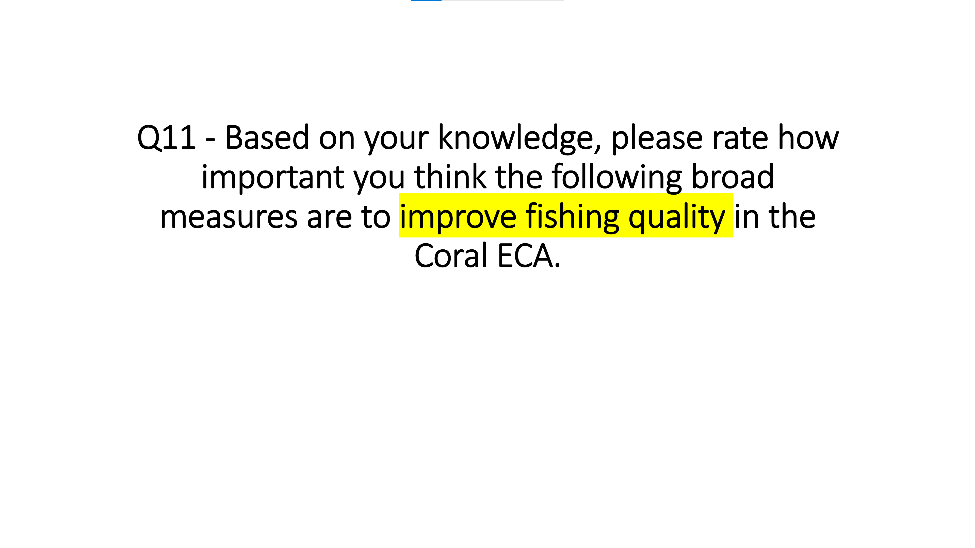 Q11 - Based on your knowledge, please rate how
important you think the following broad
measures are to improve fishing quality in the
Coral ECA.